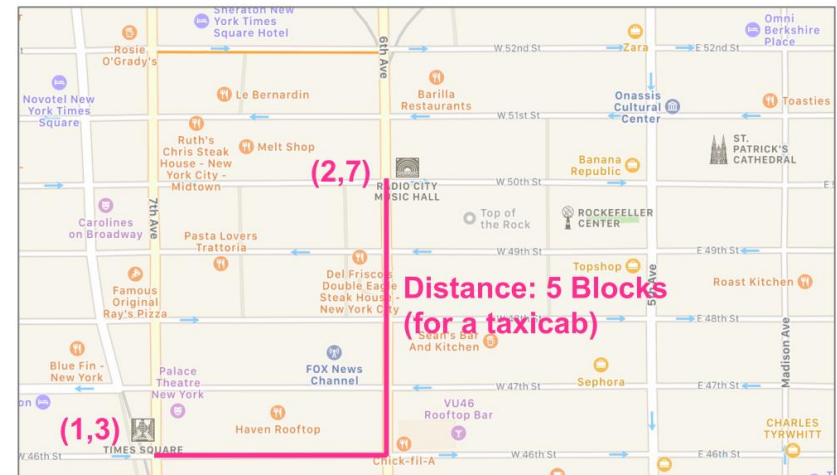 Sheraton New
York Times
Square Hotel
Omni
Berkshire
Place
Rosie
O'Grady's
6th Ave
W 52nd St
Zara
E 52nd St
Novotel New
York Times
Square
Le Bernardin
Barilla
Restaurants
Onassis
Cultural
Center
Toasties
W 51st St
Ruth's
Chris Steak
House - New
York City -
Midtown
Melt Shop
ST.
PATRICK'S
CATHEDRAL
(2,7)
RADIO CITY
MUSIC HALL
Banana
Republic
W 50th St
7th Ave
Carolines
on Broadway
Top of
the Rock
ROCKEFELLER
CENTER
Pasta Lovers
Trattoria
W 49th St
E 49th St
Famous
Original
Ray's Pizza
Del Frisco's
Double Eagle
Steak House -
New York City
Topshop
5th Ave
Roast Kitchen
Distance: 5 Blocks
(for a taxicab)
E 48th St
Sean's Bar
And Kitchen
Madison Ave
Blue Fin -
New York
Palace
Theatre
New York
FOX News
Channel
W 47th St
Sephora
E 47th St
VU46
Rooftop Bar
(1,3)
TIMES SQUARE
Haven Rooftop
CHARLES
TYRWHITT
W 46th St
Chick-fil-A
W 46th St
E 46th St